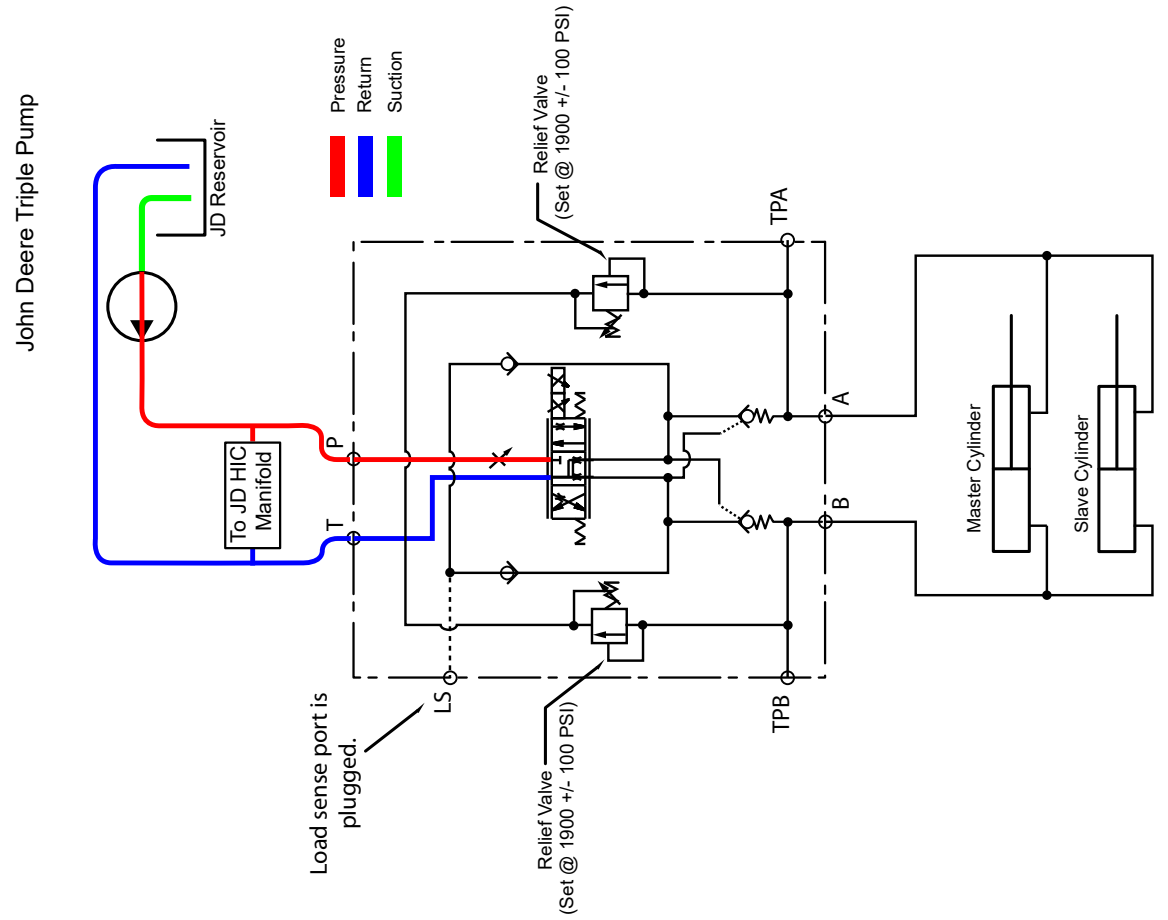 John Deere Triple Pump
JD Reservoir
Pressure
Return
Suction
Relief Valve
(Set @ 1900 +/- 100 PSI)
To JD HIC
Manifold
P
T
TPA
A
B
TPB
LS
Load sense port is
plugged.
Relief Valve
(Set @ 1900 +/- 100 PSI)
Master Cylinder
Slave Cylinder